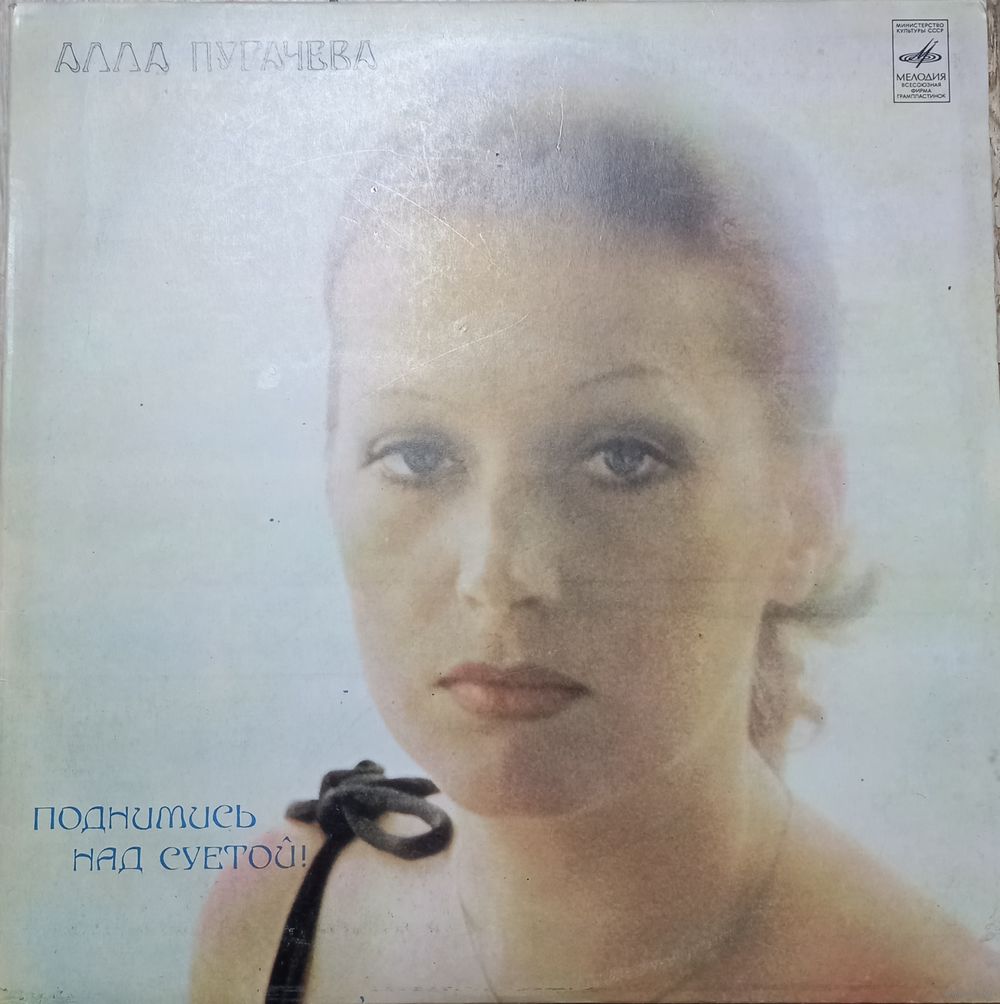 АЛЛА ПУГАЧЕВА
МИНИСТЕРСТВО
КУЛЬТУРЫ СССР
МЕЛОДИЯ
ВСЕСОЮЗНАЯ
ФИРМА
ГРАМПЛАСТИНОК
ПОДНИМИСЬ
НАД СУЕТОЙ!